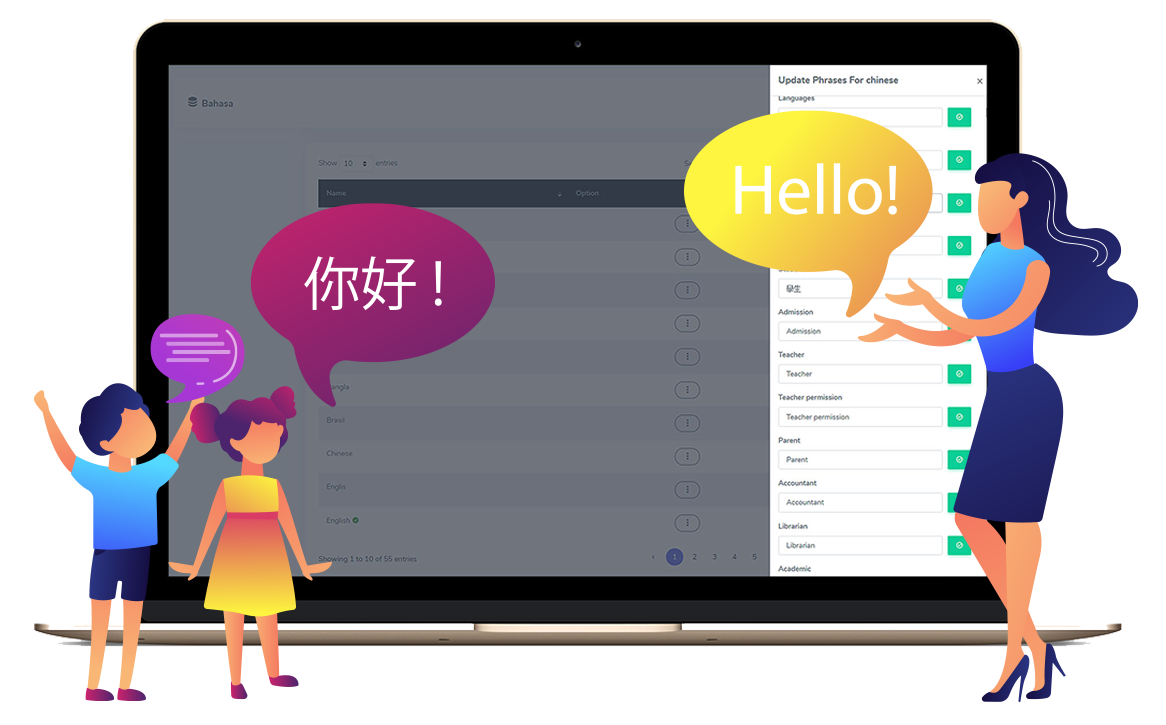 Update Phrases For chinese ×
Bahasa
Languages
Hello!
Show 10 entries
Name Option
你好！
學生
Admission
Admission
Teacher
Teacher
Brasil
Teacher permission
Teacher permission
Chinese
Parent
Parent
Englis
Accountant
Accountant
English
Librarian
Librarian
Showing 1 to 10 of 55 entries ‹ 1 2 3 4 5
Academic